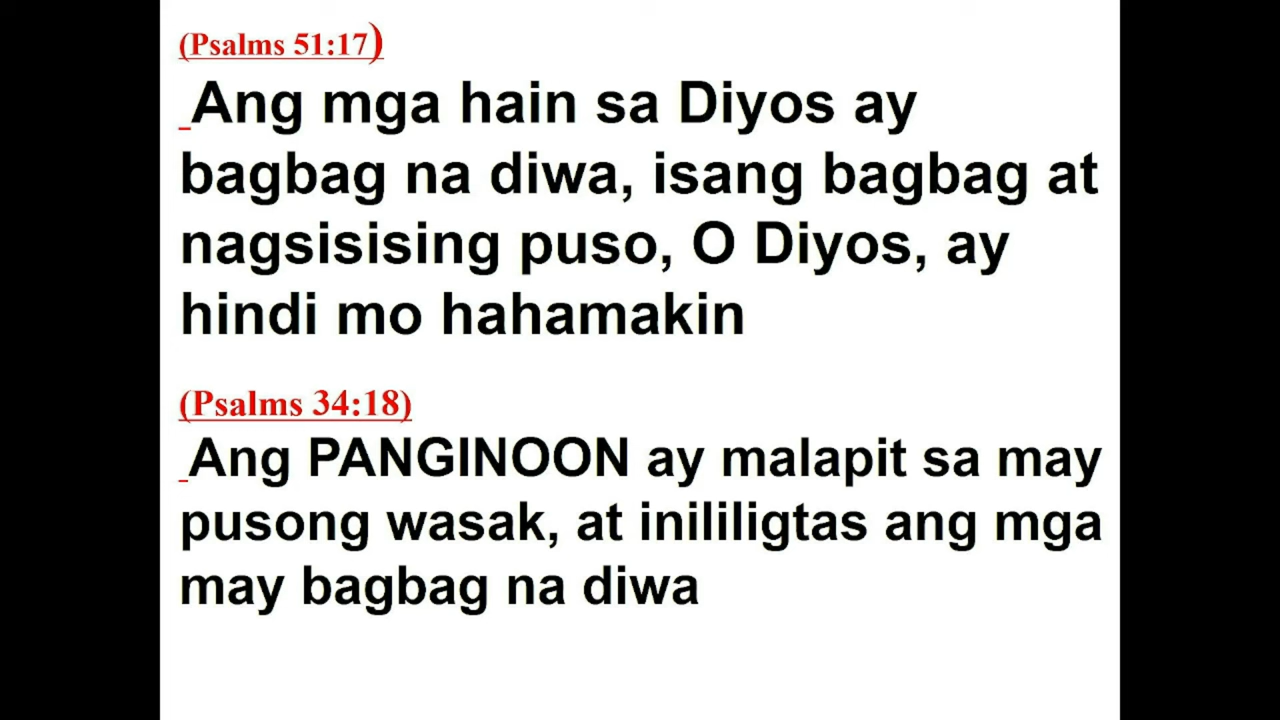 (Psalms 51:17)
Ang mga hain sa Diyos ay
bagbag na diwa, isang bagbag at
nagsisising puso, O Diyos, ay
hindi mo hahamakin
(Psalms 34:18)
Ang PANGINOON ay malapit sa may
pusong wasak, at inililigtas ang mga
may bagbag na diwa